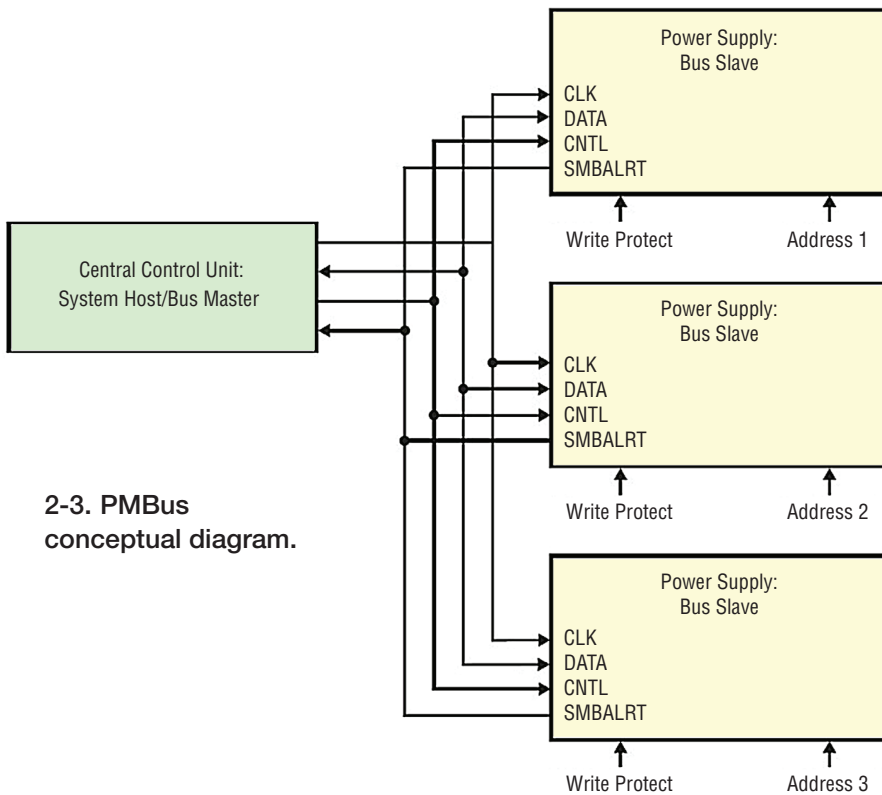 Power Supply:
Bus Slave
CLK
DATA
CNTL
SMBALRT
Write Protect
Address 1
Central Control Unit:
System Host/Bus Master
Power Supply:
Bus Slave
CLK
DATA
CNTL
SMBALRT
Write Protect
Address 2
2-3. PMBus
conceptual diagram.
Power Supply:
Bus Slave
CLK
DATA
CNTL
SMBALRT
Write Protect
Address 3